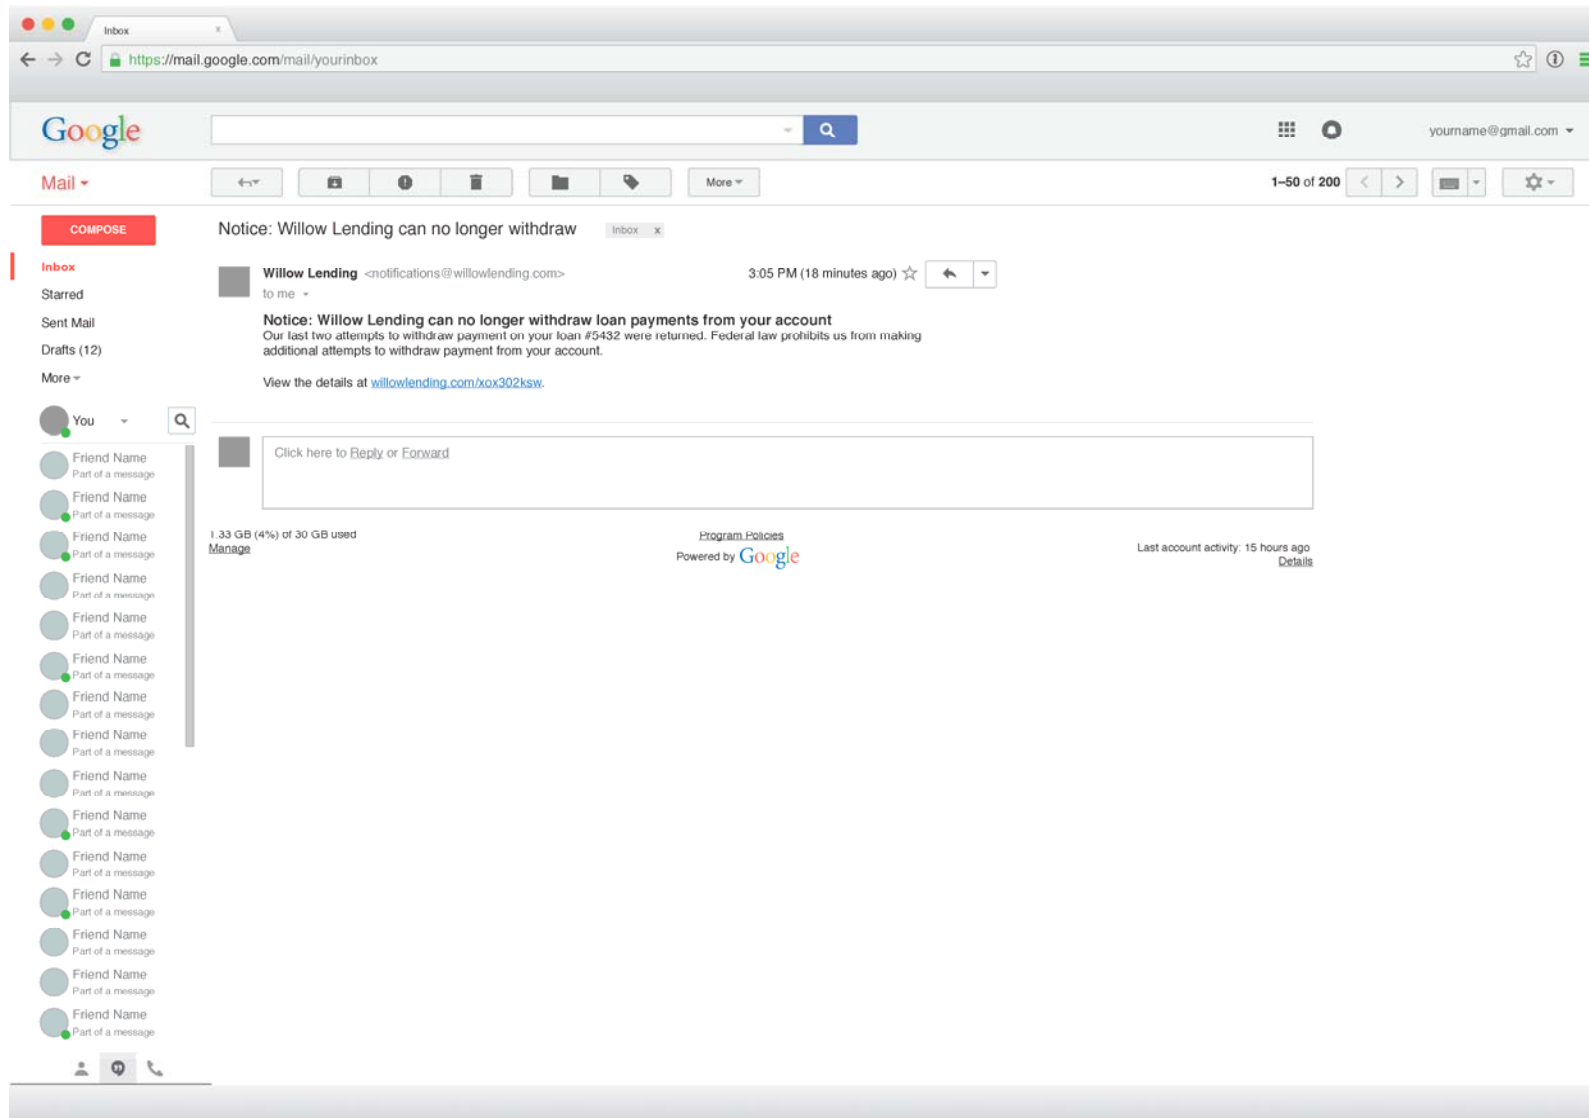 Inbox x
https://mail.google.com/mail/yourinbox
Google
yourname@gmail.com
Mail
More
1–50 of 200
COMPOSE
Notice: Willow Lending can no longer withdraw Inbox x
Inbox
Willow Lending <notifications@willowlending.com> 3:05 PM (18 minutes ago)
Starred
to me
Sent Mail
Notice: Willow Lending can no longer withdraw loan payments from your account
Our last two attempts to withdraw payment on your loan #5432 were returned. Federal law prohibits us from making
Drafts (12)
additional attempts to withdraw payment from your account.
More
View the details at willowlending.com/xox302ksw.
You
Click here to Reply or Forward
Friend Name
Part of a message
Friend Name
Part of a message
Friend Name
Part of a message
Friend Name
Part of a message
Friend Name
Part of a message
Friend Name
Part of a message
Friend Name
Part of a message
Friend Name
Part of a message
Friend Name
Part of a message
Friend Name
Part of a message
Friend Name
Part of a message
Friend Name
Part of a message
Friend Name
Part of a message
Friend Name
Part of a message
Friend Name
Part of a message
1.33 GB (4%) of 30 GB used
Manage
Program Policies
Powered by Google
Last account activity: 15 hours ago
Details